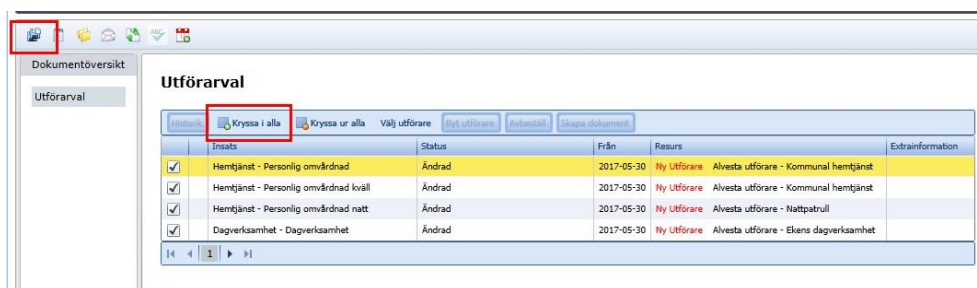 ABC
Dokumentöversikt
Utförarval
Utförarval
Historik Kryssa i alla Kryssa ur alla Välj utförare Byt utförare Avbeställ Skapa dokument
Insats Status Från Resurs Extrainformation
Hemtjänst - Personlig omvårdnad Ändrad 2017-05-30 Ny Utförare Alvesta utförare - Kommunal hemtjänst
Hemtjänst - Personlig omvårdnad kväll Ändrad 2017-05-30 Ny Utförare Alvesta utförare - Kommunal hemtjänst
Hemtjänst - Personlig omvårdnad natt Ändrad 2017-05-30 Ny Utförare Alvesta utförare - Nattpatrull
Dagverksamhet - Dagverksamhet Ändrad 2017-05-30 Ny Utförare Alvesta utförare - Ekens dagverksamhet
1